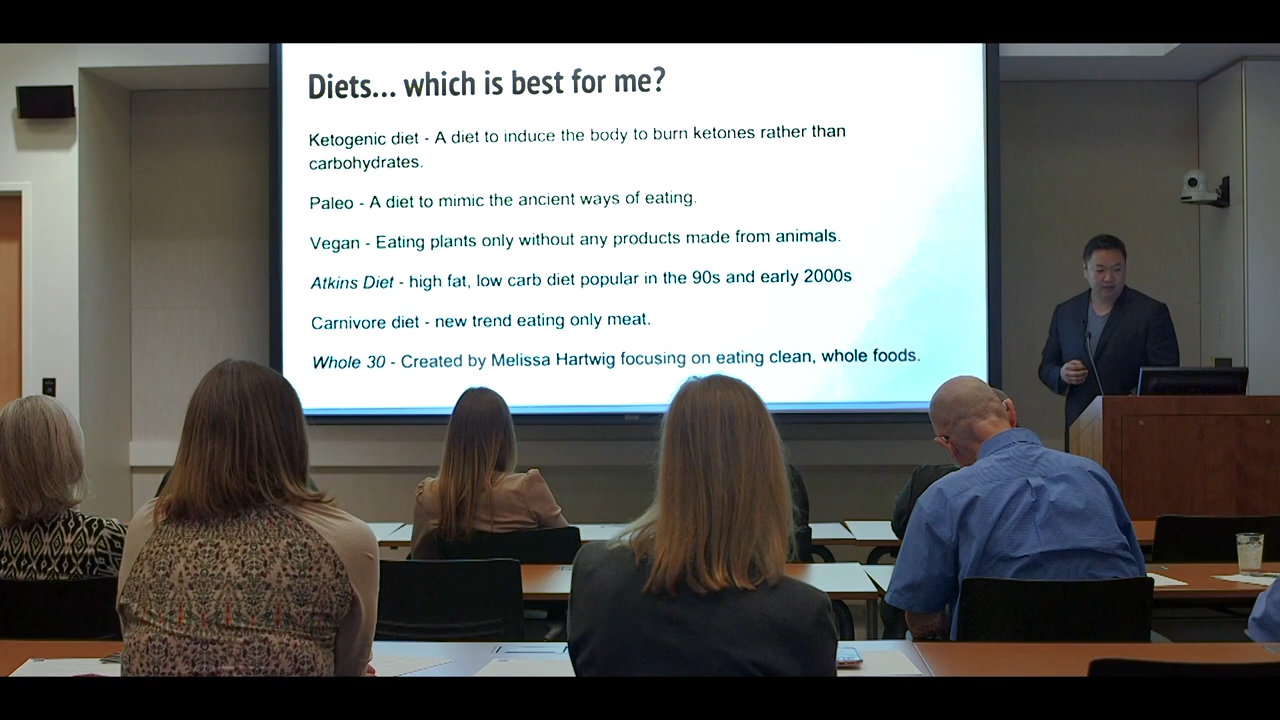 Diets... which is best for me?
Ketogenic diet - A diet to induce the body to burn ketones rather than
carbohydrates.
Paleo - A diet to mimic the ancient ways of eating.
Vegan - Eating plants only without any products made from animals.
Atkins Diet - high fat, low carb diet popular in the 90s and early 2000s
Carnivore diet - new trend eating only meat.
Whole 30 - Created by Melissa Hartwig focusing on eating clean, whole foods.